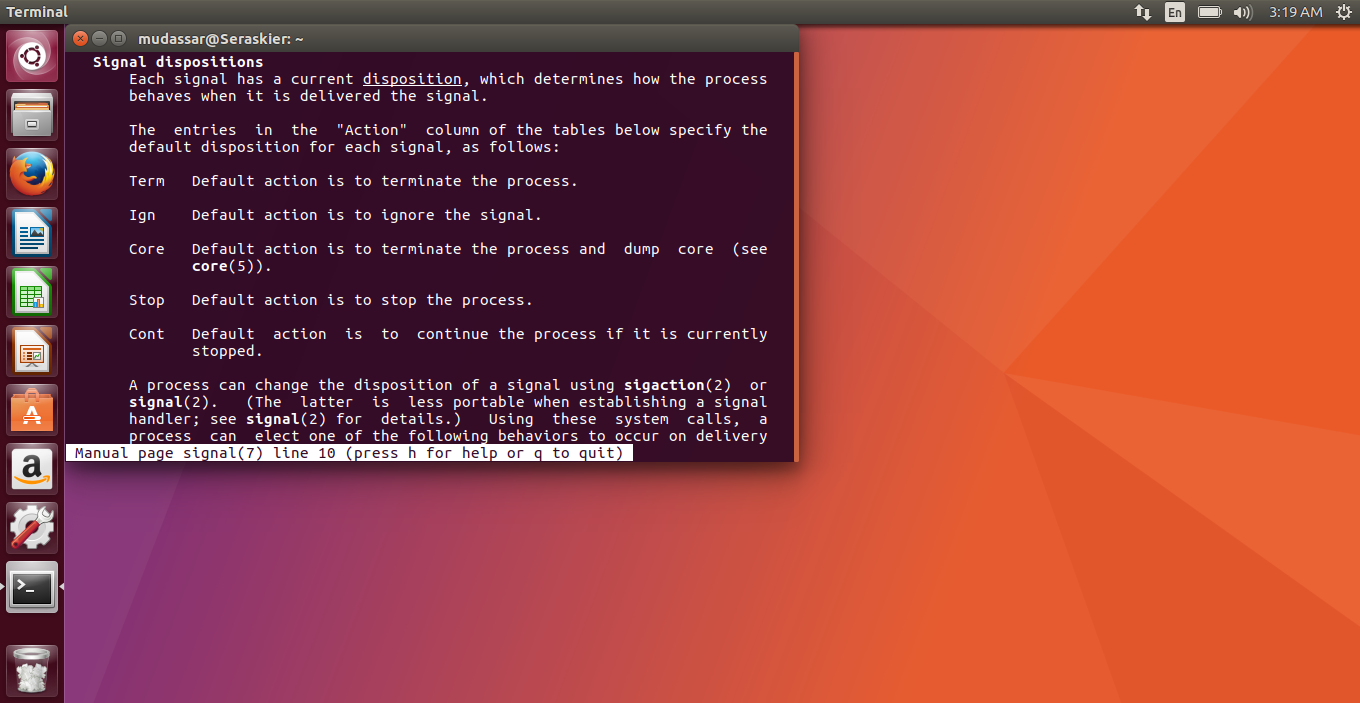 Terminal
En
3:19 AM
mudassar@Seraskier: ~
Signal dispositions
Each signal has a current disposition, which determines how the process
behaves when it is delivered the signal.
The  entries  in  the  "Action"  column of the tables below specify the
default disposition for each signal, as follows:
Term   Default action is to terminate the process.
Ign    Default action is to ignore the signal.
Core   Default action is to terminate the process and  dump  core  (see
core(5)).
Stop   Default action is to stop the process.
Cont   Default  action  is  to  continue the process if it is currently
stopped.
A process can change the disposition of a signal using sigaction(2)  or
signal(2).   (The  latter  is  less portable when establishing a signal
handler; see signal(2) for  details.)   Using  these  system  calls,  a
process  can  elect one of the following behaviors to occur on delivery
Manual page signal(7) line 10 (press h for help or q to quit)